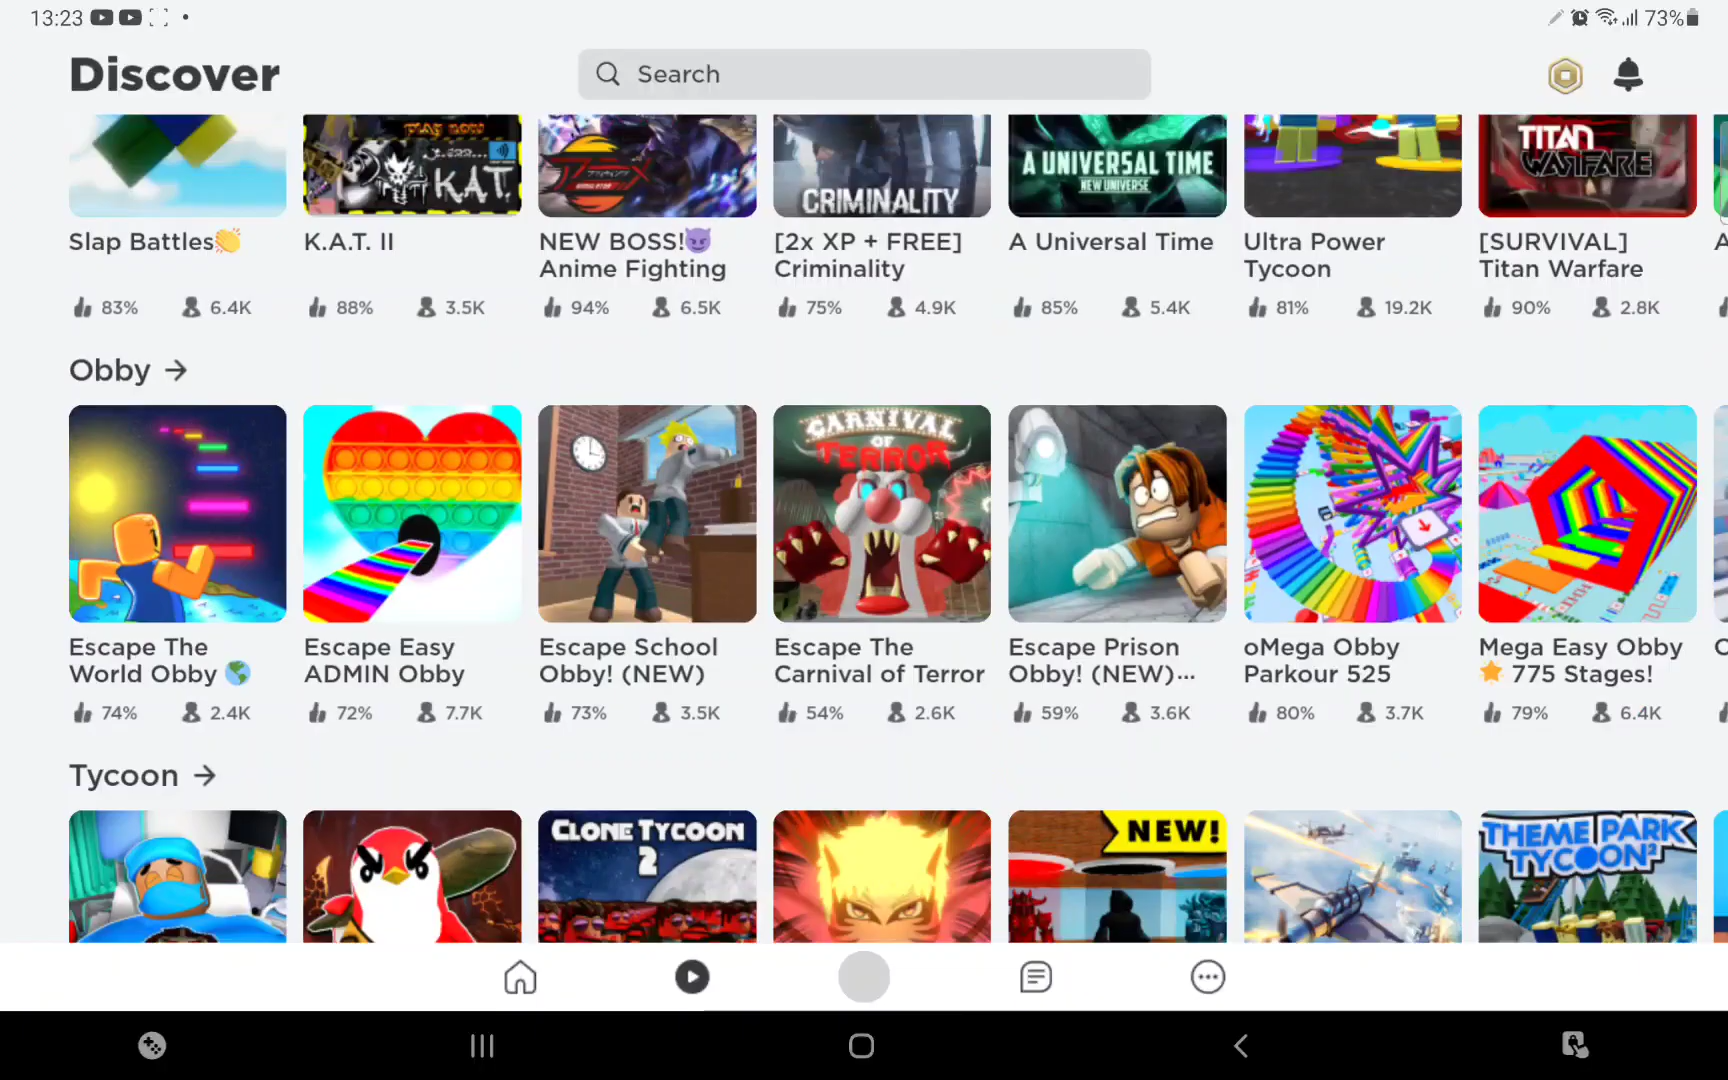 13:23
73%
Discover
Search
K.A.T.
CRIMINALITY
A UNIVERSAL TIME
NEW UNIVERSE
TITAN
WARFARE
Slap Battles👏
K.A.T. II
NEW BOSS!😈
Anime Fighting
[2x XP + FREE]
Criminality
A Universal Time
Ultra Power
Tycoon
[SURVIVAL]
Titan Warfare
83% 6.4K
88% 3.5K
94% 6.5K
75% 4.9K
85% 5.4K
81% 19.2K
90% 2.8K
Obby →
CARNIVAL
OF
TERROR
Escape The
World Obby 🌎
Escape Easy
ADMIN Obby
Escape School
Obby! (NEW)
Escape The
Carnival of Terror
Escape Prison
Obby! (NEW)...
oMega Obby
Parkour 525
Mega Easy Obby
⭐ 775 Stages!
74% 2.4K
72% 7.7K
73% 3.5K
54% 2.6K
59% 3.6K
80% 3.7K
79% 6.4K
Tycoon →
CLONE TYCOON
2
NEW!
THEME PARK
TYCOON 2